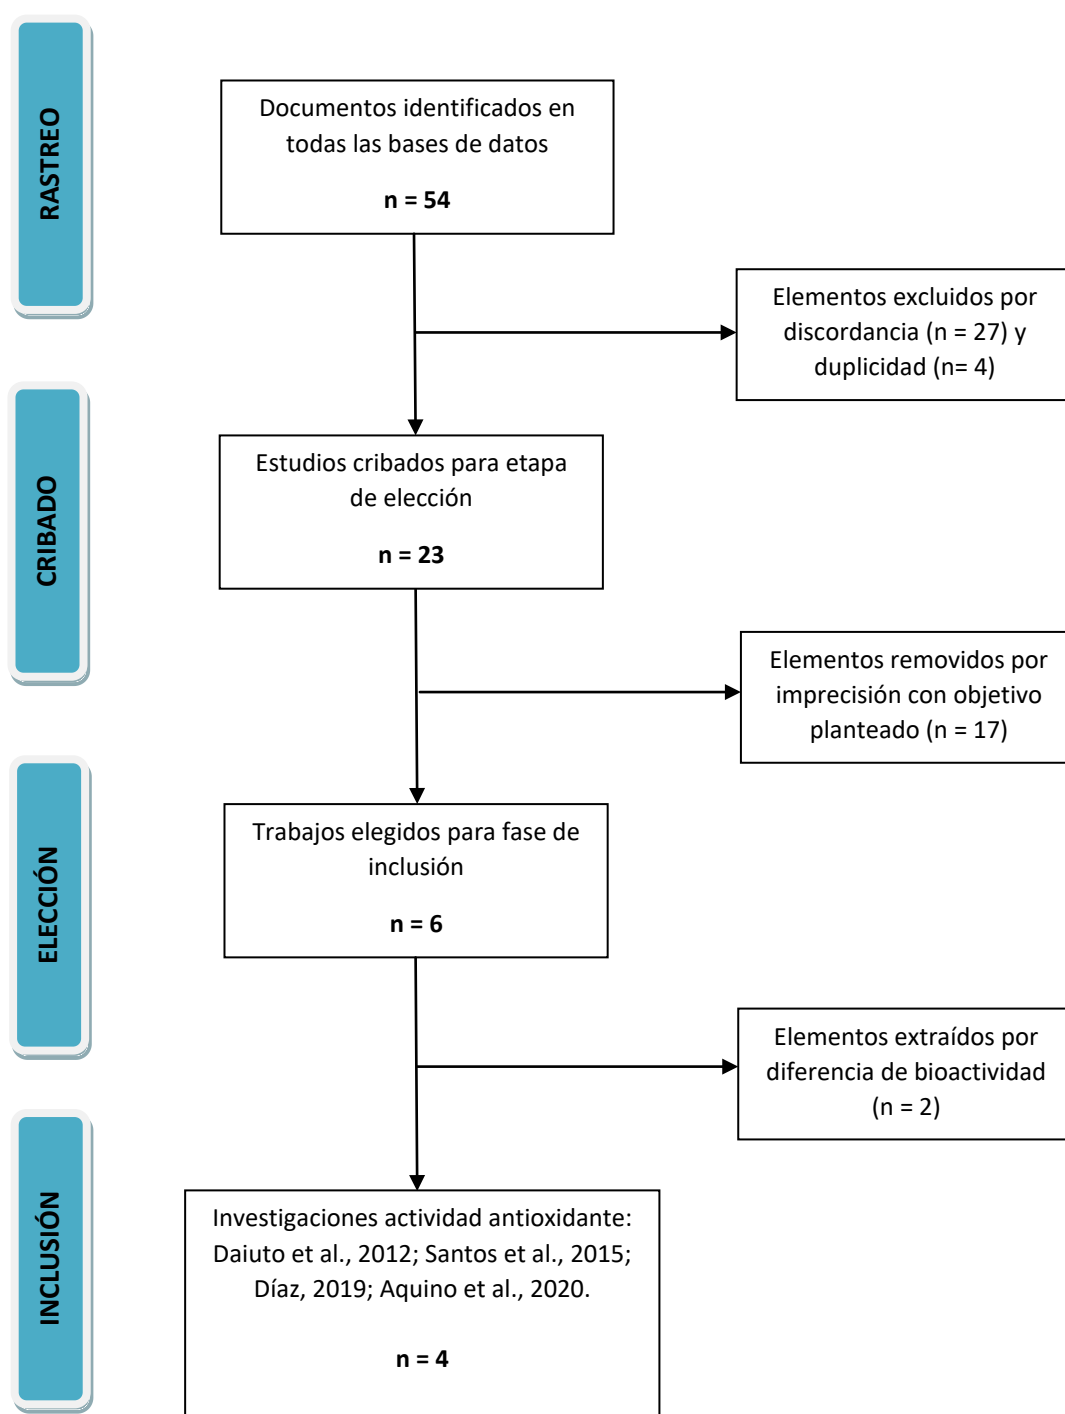 RASTREO
Documentos identificados en
todas las bases de datos
n = 54
Elementos excluidos por
discordancia (n = 27) y
duplicidad (n= 4)
CRIBADO
Estudios cribados para etapa
de elección
n = 23
Elementos removidos por
imprecisión con objetivo
planteado (n = 17)
ELECCIÓN
Trabajos elegidos para fase de
inclusión
n = 6
Elementos extraídos por
diferencia de bioactividad
(n = 2)
INCLUSIÓN
Investigaciones actividad antioxidante:
Daiuto et al., 2012; Santos et al., 2015;
Díaz, 2019; Aquino et al., 2020.
n = 4